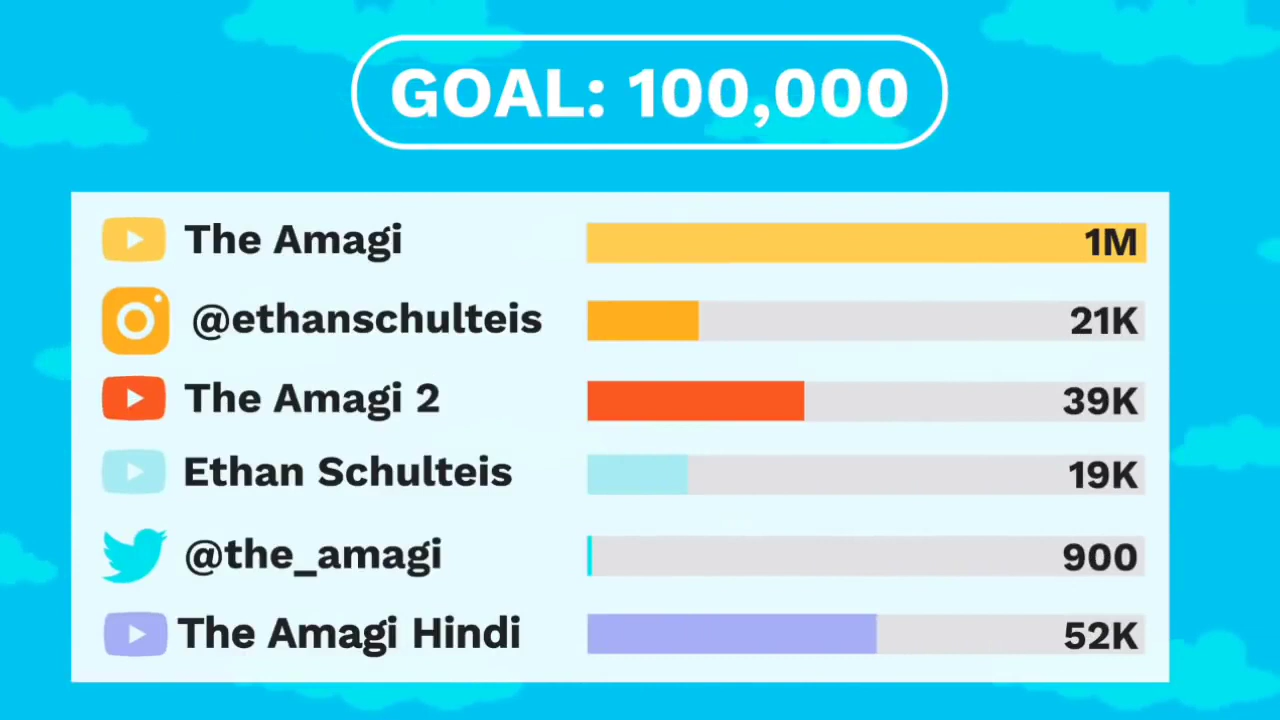 GOAL: 100,000
The Amagi 1M
@ethanschulteis 21K
The Amagi 2 39K
Ethan Schulteis 19K
@the_amagi 900
The Amagi Hindi 52K